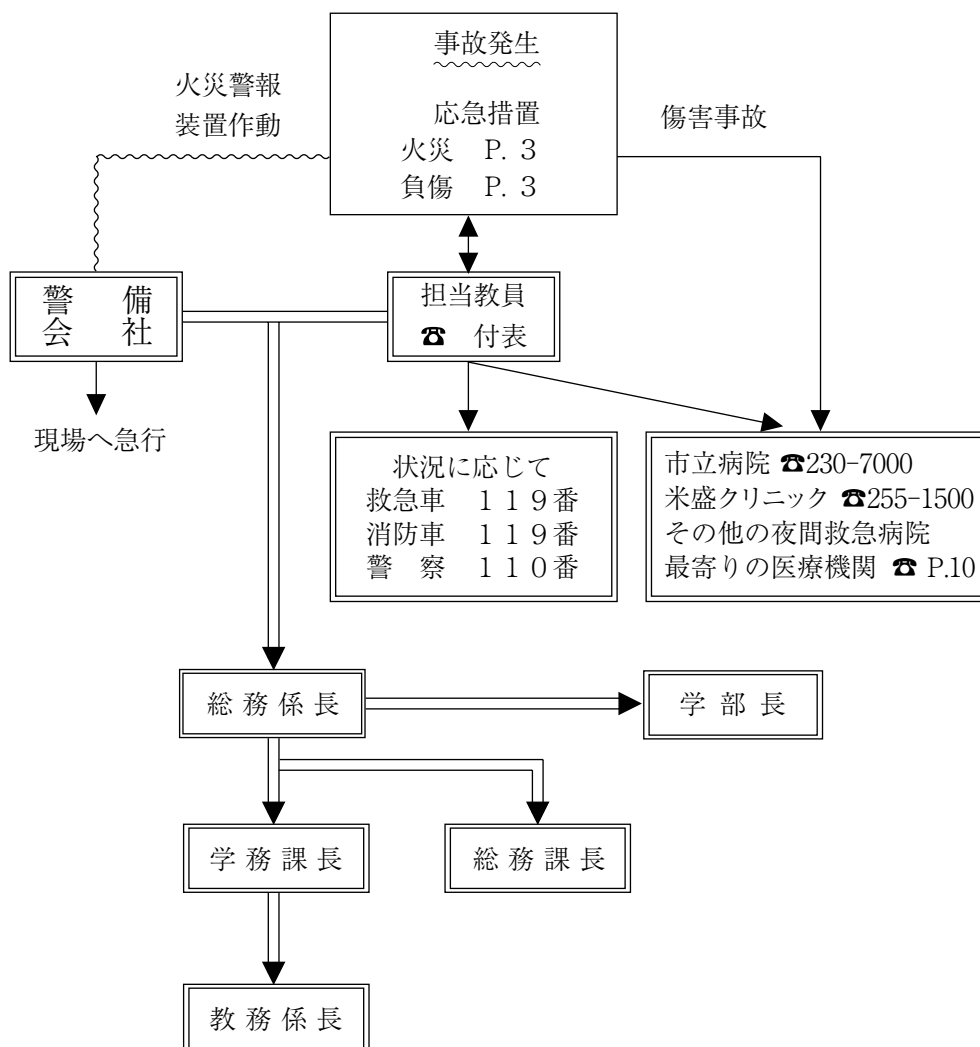 事故発生
応急措置
火災 P. 3
負傷 P. 3
火災警報
装置作動
傷害事故
警備
会社
担当教員
☎ 付表
現場へ急行
状況に応じて
救急車 １１９番
消防車 １１９番
警察 １１０番
市立病院 ☎230-7000
米盛クリニック ☎255-1500
その他の夜間救急病院
最寄りの医療機関 ☎ P.10
総務係長
学部長
学務課長
総務課長
教務係長